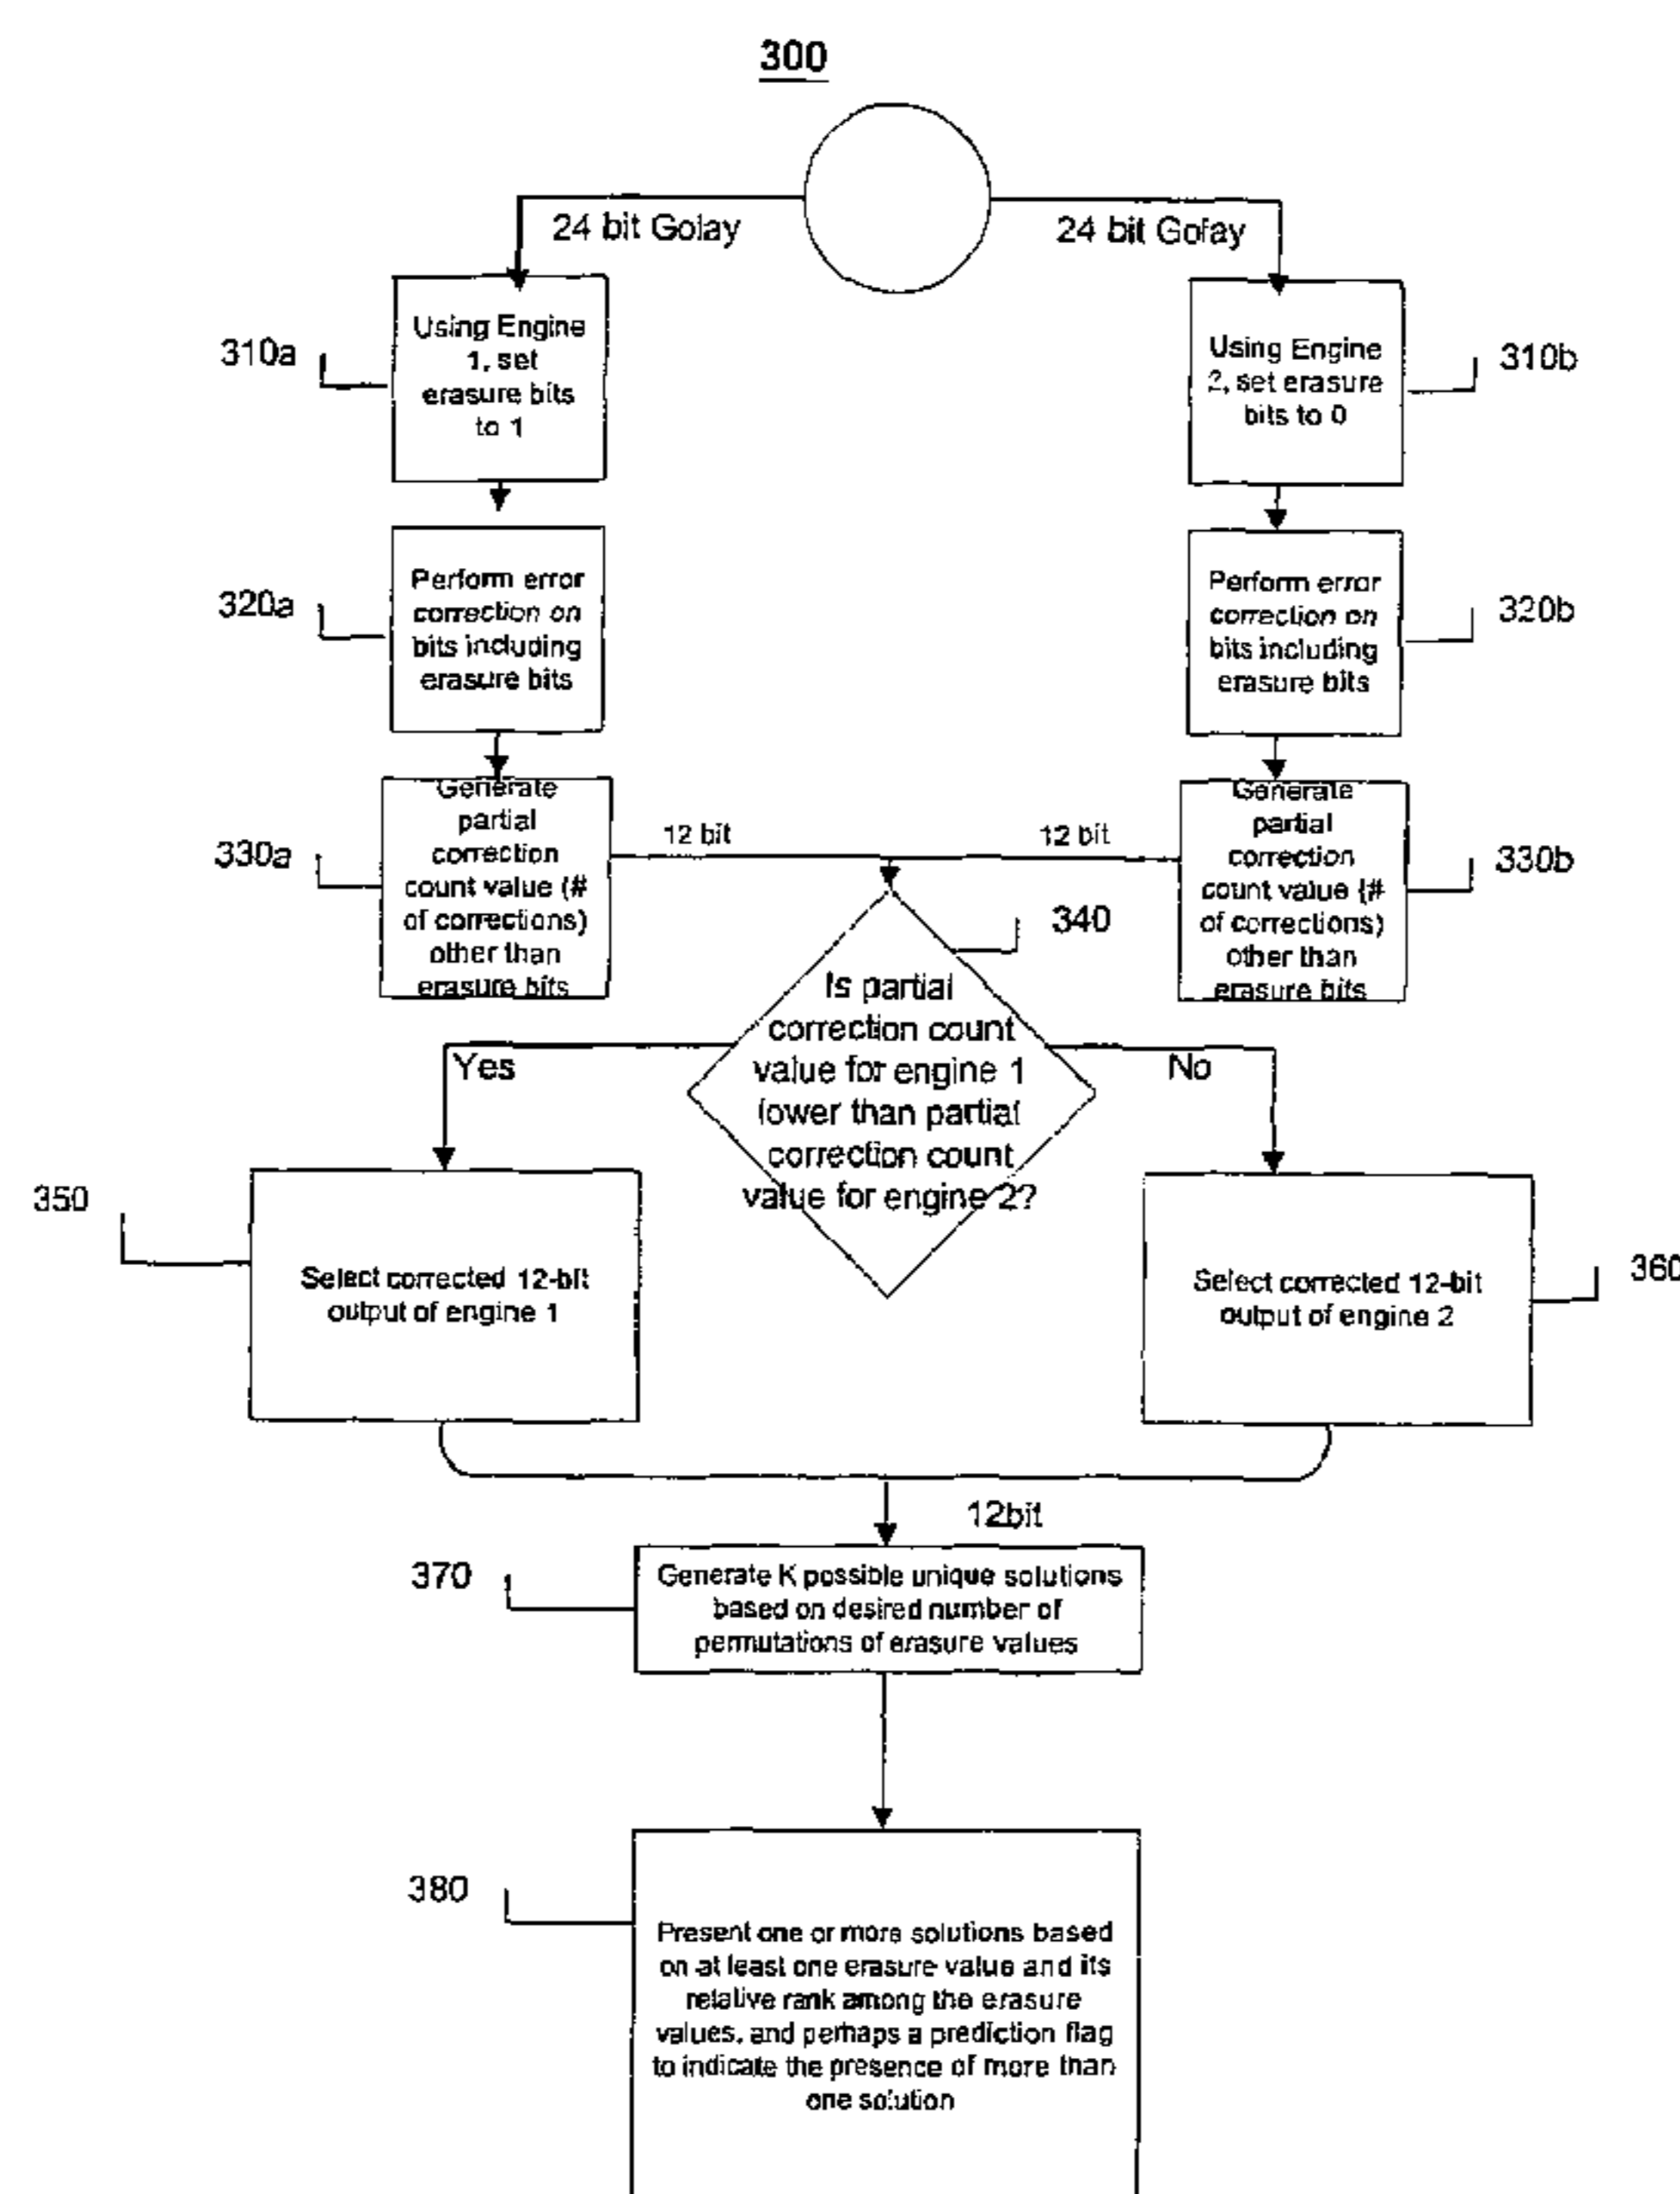 300
24 bit Golay
24 bit Golay
310a
Using Engine
1, set
erasure bits
to 1
Using Engine
2, set erasure
bits to 0
310b
320a
Perform error
correction on
bits including
erasure bits
Perform error
correction on
bits including
erasure bits
320b
330a
Generate
partial
correction
count value (#
of corrections)
other than
erasure bits
12 bit
12 bit
Generate
partial
correction
count value (#
of corrections)
other than
erasure bits
330b
340
Is partial
correction count
value for engine 1
lower than partial
correction count
value for engine 2?
Yes
No
350
Select corrected 12-bit
output of engine 1
Select corrected 12-bit
output of engine 2
360
12bit
370
Generate K possible unique solutions
based on desired number of
permutations of erasure values
380
Present one or more solutions based
on at least one erasure value and its
relative rank among the erasure
values, and perhaps a prediction flag
to indicate the presence of more than
one solution